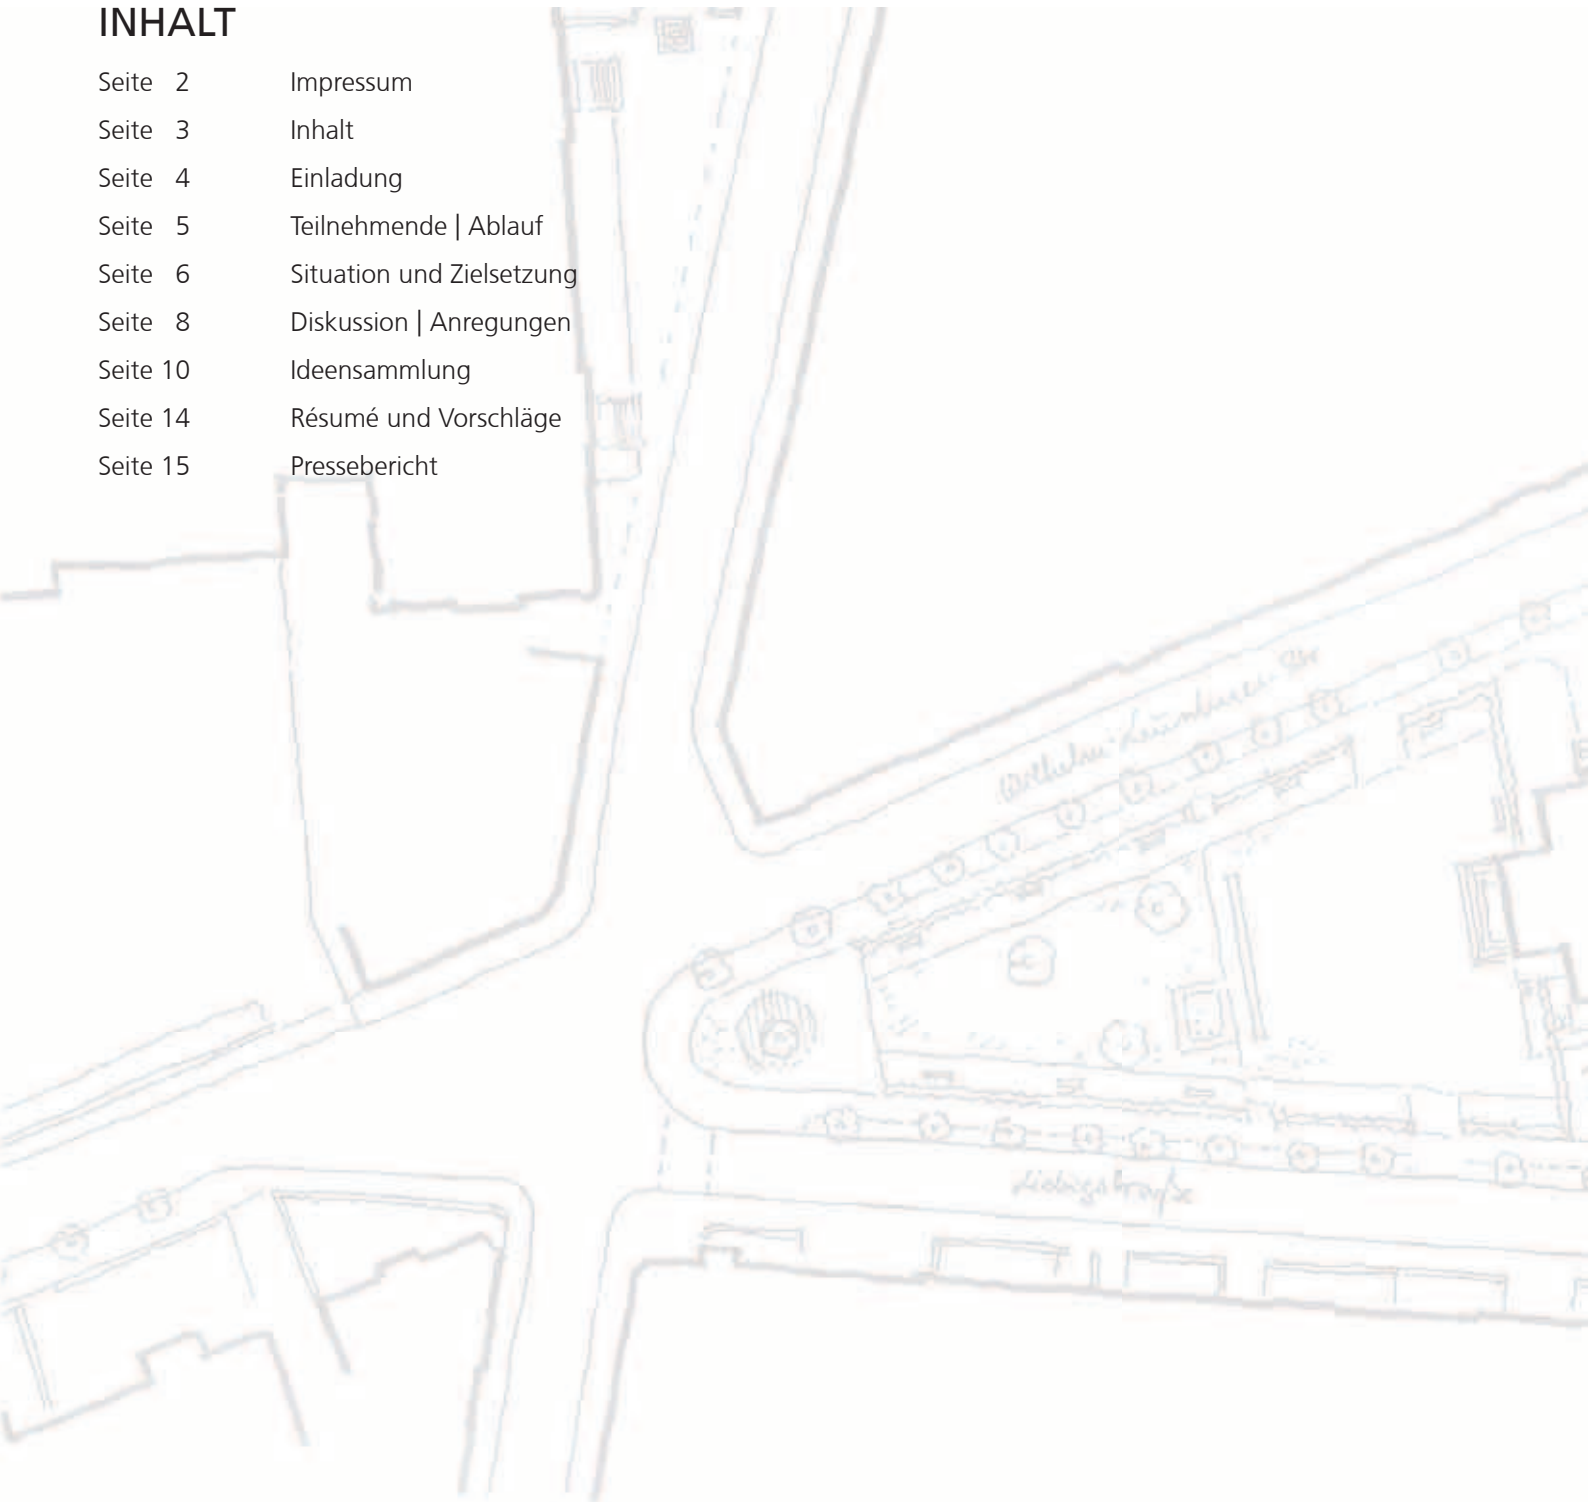 INHALT
Seite 2 Impressum
Seite 3 Inhalt
Seite 4 Einladung
Seite 5 Teilnehmende | Ablauf
Seite 6 Situation und Zielsetzung
Seite 8 Diskussion | Anregungen
Seite 10 Ideensammlung
Seite 14 Résumé und Vorschläge
Seite 15 Pressebericht
Wilhelm